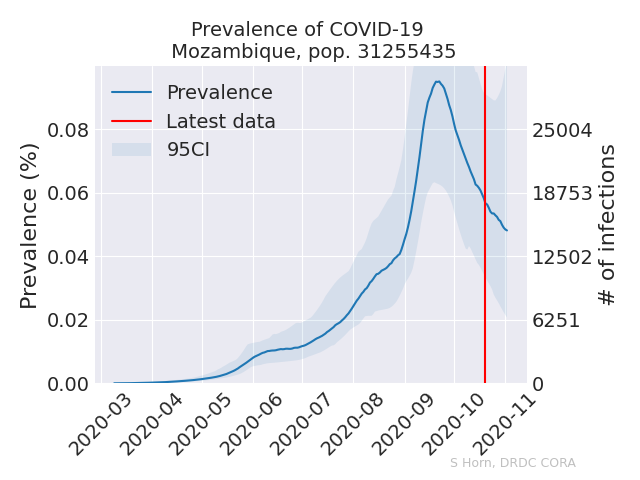 Prevalence of COVID-19
Mozambique, pop. 31255435
Prevalence
Latest data
95CI
Prevalence (%)
0.08
0.06
0.04
0.02
0.00
25004
18753
12502
6251
0
# of infections
2020-03
2020-04
2020-05
2020-06
2020-07
2020-08
2020-09
2020-10
2020-11
S Horn, DRDC CORA